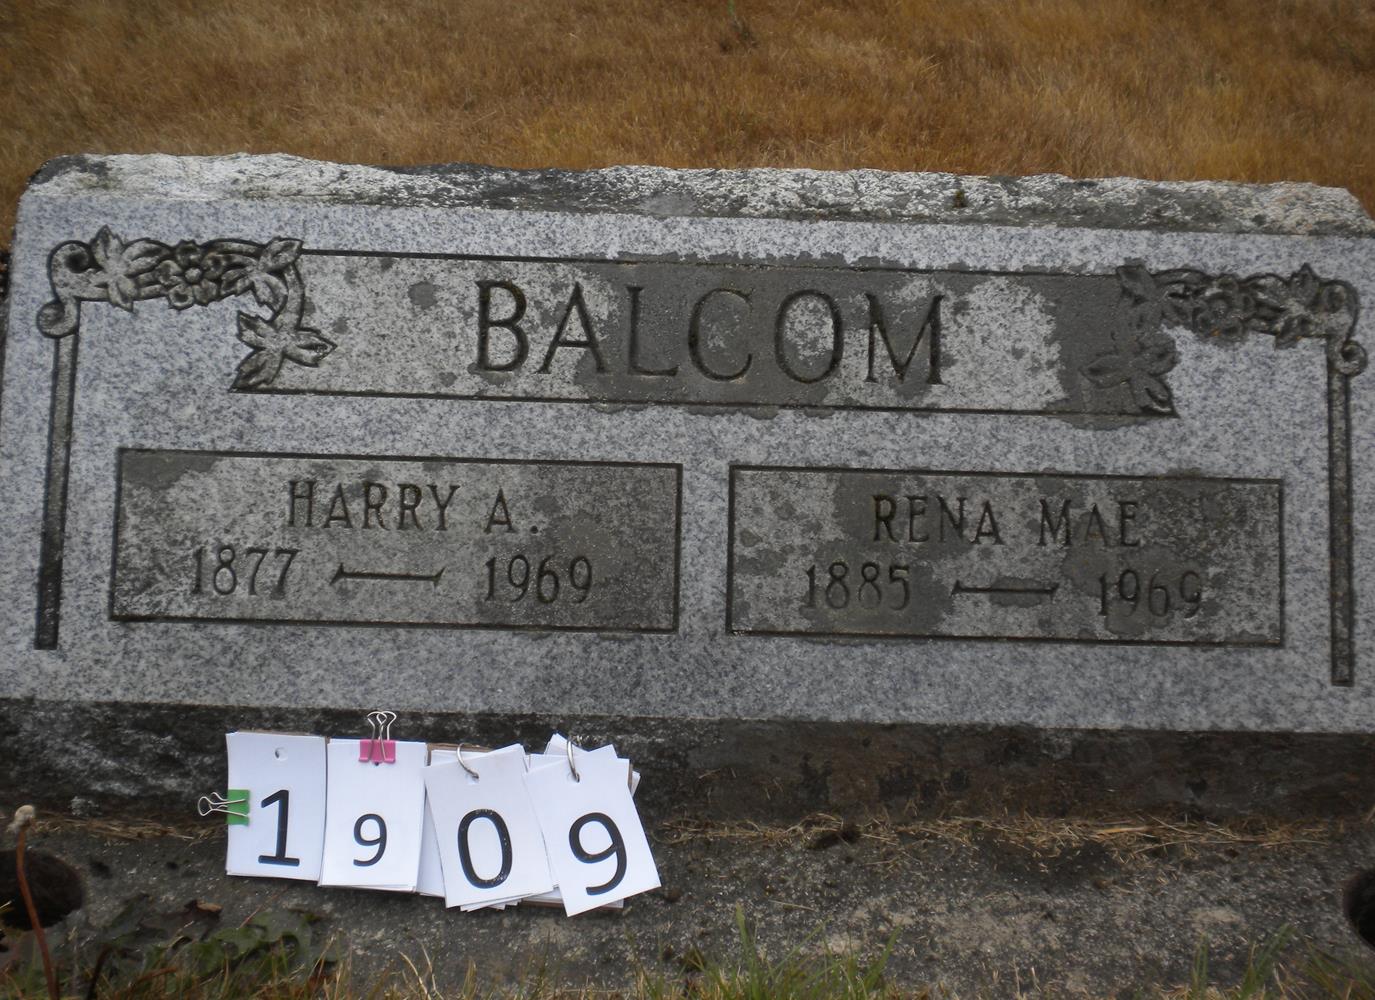 BALCOM
HARRY A.
1877 — 1969
RENA MAE
1885 — 1969
1909